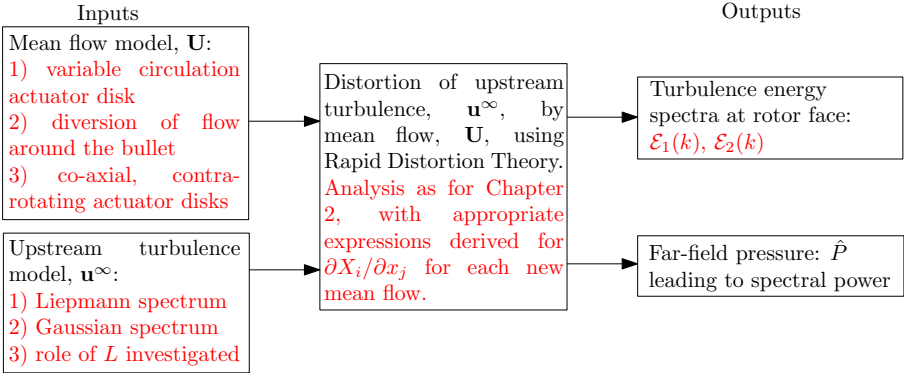 Inputs
Mean flow model, U:
1) variable circulation
actuator disk
2) diversion of flow
around the bullet
3) co-axial, contra-
rotating actuator disks
Upstream turbulence
model, u∞:
1) Liepmann spectrum
2) Gaussian spectrum
3) role of L investigated
Distortion of upstream
turbulence, u∞, by
mean flow, U, using
Rapid Distortion Theory.
Analysis as for Chapter
2, with appropriate
expressions derived for
∂Xi/∂xj for each new
mean flow.
Outputs
Turbulence energy
spectra at rotor face:
ℰ1(k), ℰ2(k)
Far-field pressure: P̂
leading to spectral power